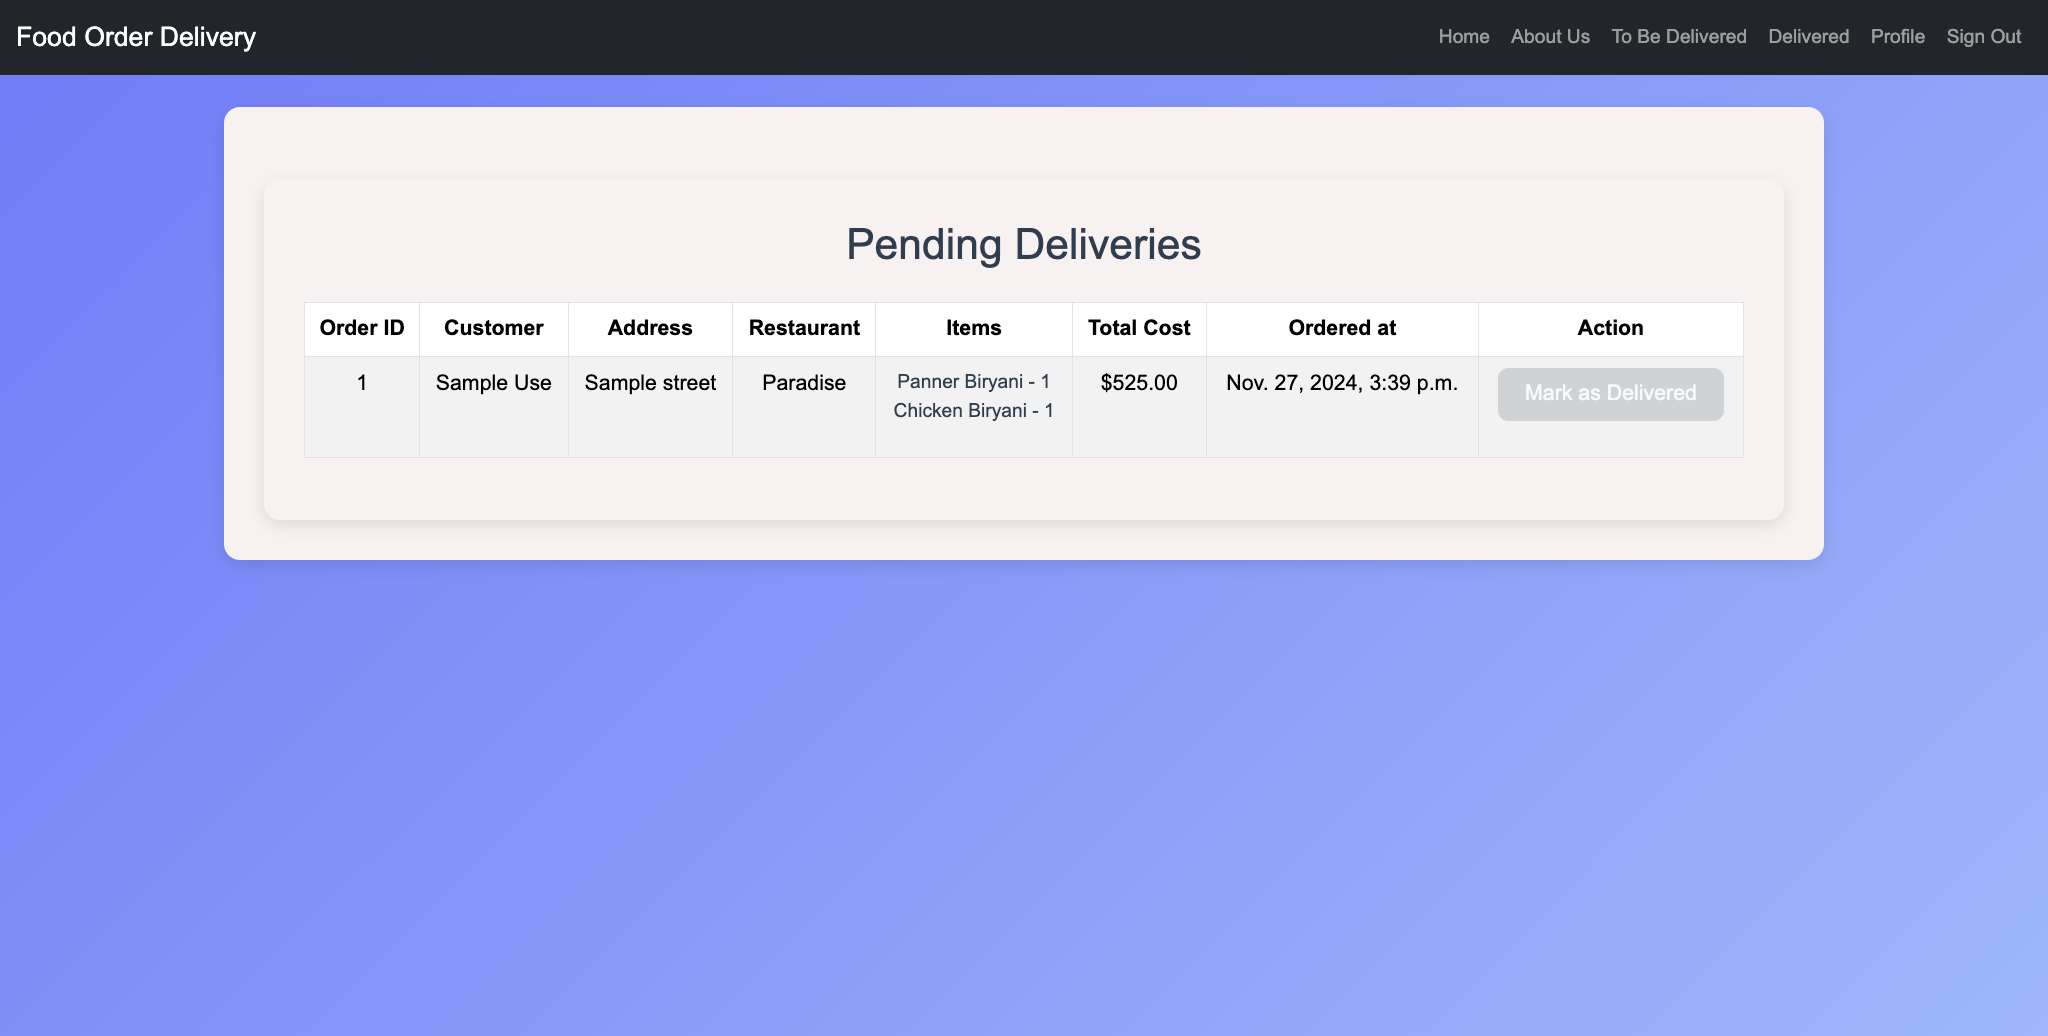 Food Order Delivery
Home About Us To Be Delivered Delivered Profile Sign Out
Pending Deliveries
Order ID Customer Address Restaurant Items Total Cost Ordered at Action
1 Sample Use Sample street Paradise Panner Biryani - 1 $525.00 Nov. 27, 2024, 3:39 p.m. Mark as Delivered
Chicken Biryani - 1